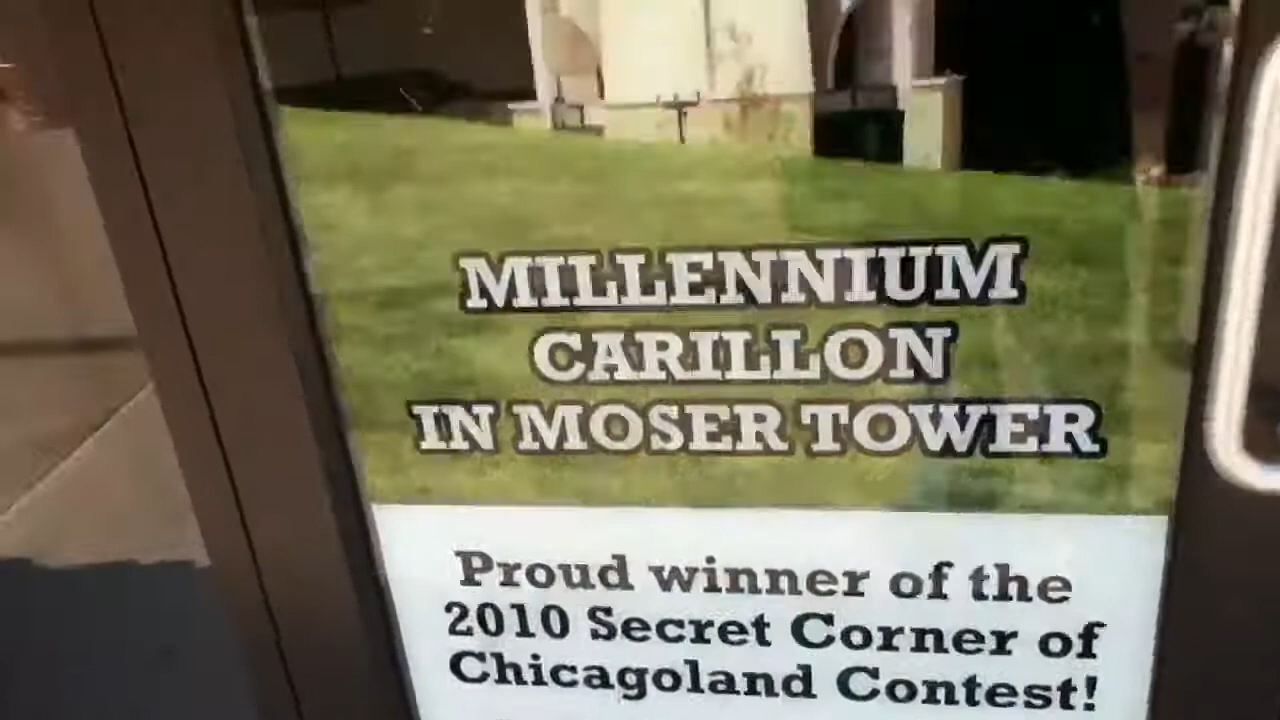 MILLENNIUM
CARILLON
IN MOSER TOWER
Proud winner of the
2010 Secret Corner of
Chicagoland Contest!